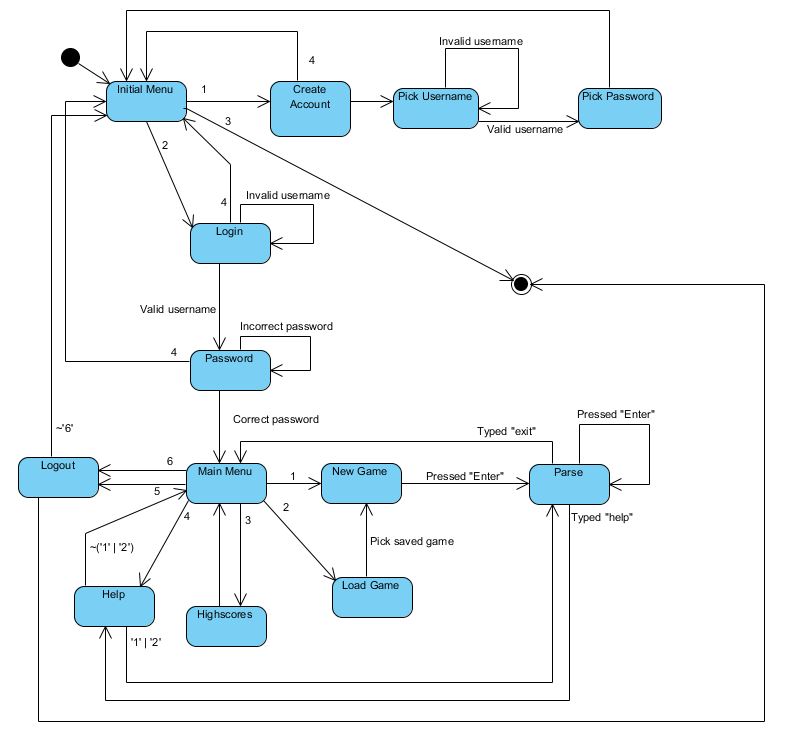 Invalid username
4
Initial Menu
1
Create
Account
Pick Username
Pick Password
3
Valid username
2
Invalid username
4
Login
Valid username
Incorrect password
4
Password
Correct password
Pressed "Enter"
~'6'
Typed "exit"
Logout
6
Main Menu
1
New Game
Pressed "Enter"
Parse
5
2
4
3
Typed "help"
~('1' | '2')
Pick saved game
Help
Load Game
Highscores
'1' | '2'